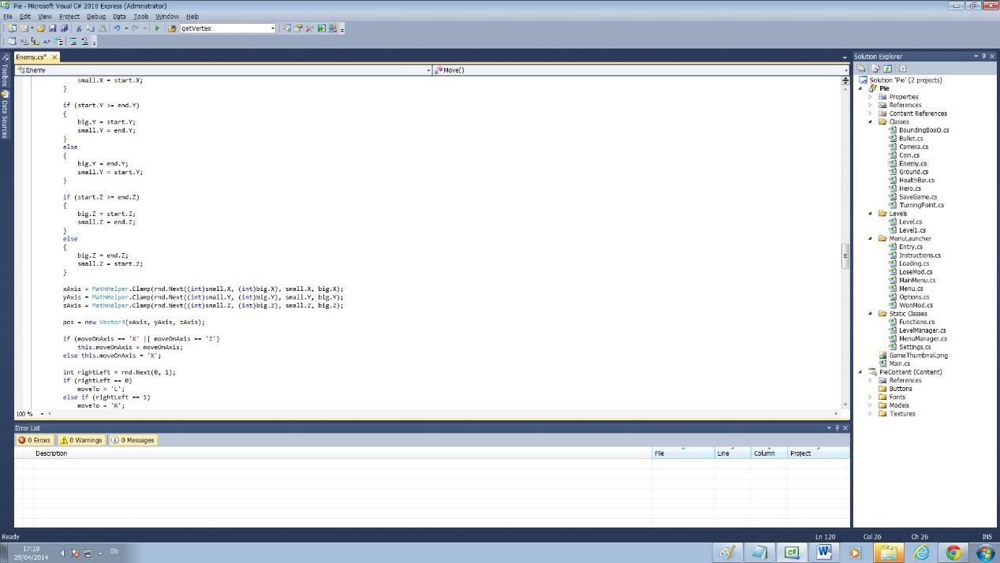 Pie - Microsoft Visual C# 2010 Express (Administrator)
File Edit View Project Debug Data Tools Window Help
getVertex
Enemy.cs* 
Enemy
Move()
small.X = start.X;
}
if (start.Y >= end.Y)
{
big.Y = start.Y;
small.Y = end.Y;
}
else
{
big.Y = end.Y;
small.Y = start.Y;
}
if (start.Z >= end.Z)
{
big.Z = start.Z;
small.Z = end.Z;
}
else
{
big.Z = end.Z;
small.Z = start.Z;
}
xAxis = MathHelper.Clamp(rnd.Next((int)small.X, (int)big.X), small.X, big.X);
yAxis = MathHelper.Clamp(rnd.Next((int)small.Y, (int)big.Y), small.Y, big.Y);
zAxis = MathHelper.Clamp(rnd.Next((int)small.Z, (int)big.Z), small.Z, big.Z);
pos = new Vector3(xAxis, yAxis, zAxis);
if (moveOnAxis == 'X' || moveOnAxis == 'Z')
this.moveOnAxis = moveOnAxis;
else this.moveOnAxis = 'X';
int rightLeft = rnd.Next(0, 1);
if (rightLeft == 0)
moveTo = 'L';
else if (rightLeft == 1)
moveTo = 'R';
100 %
Toolbox
Data Sources
Solution Explorer
Solution 'Pie' (2 projects)
Pie
Properties
References
Content References
Classes
BoundingBoxO.cs
Bullet.cs
Camera.cs
Coin.cs
Enemy.cs
Ground.cs
HealthBar.cs
Hero.cs
SaveGame.cs
TurningPoint.cs
Levels
Level.cs
Level1.cs
MenuLauncher
Entry.cs
Instructions.cs
Loading.cs
LoseMod.cs
MainMenu.cs
Menu.cs
Options.cs
WonMod.cs
Static Classes
Functions.cs
LevelManager.cs
MenuManager.cs
Settings.cs
GameThumbnail.png
Main.cs
PieContent (Content)
References
Buttons
Fonts
Models
Textures
Error List
0 Errors 0 Warnings 0 Messages
Description File Line Column Project
Ready Ln 120 Col 26 Ch 26 INS
17:19
29/04/2014
EN